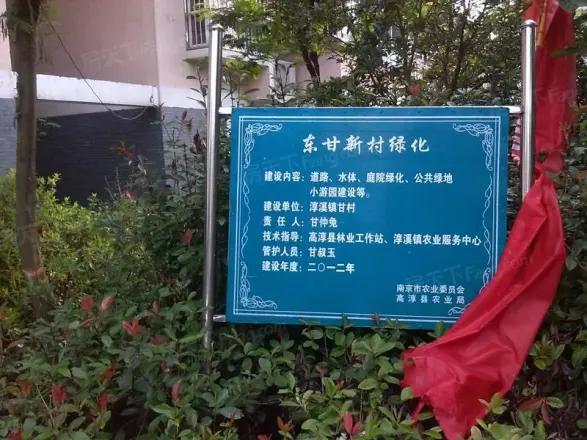 东甘新村绿化
建设内容：道路、水体、庭院绿化、公共绿地
小游园建设等。
建设单位：淳溪镇甘村
责任人：甘仲兔
技术指导：高淳县林业工作站、淳溪镇农业服务中心
管护人员：甘叔玉
建设年度：二〇一二年
南京市农业委员会
高淳县农业局